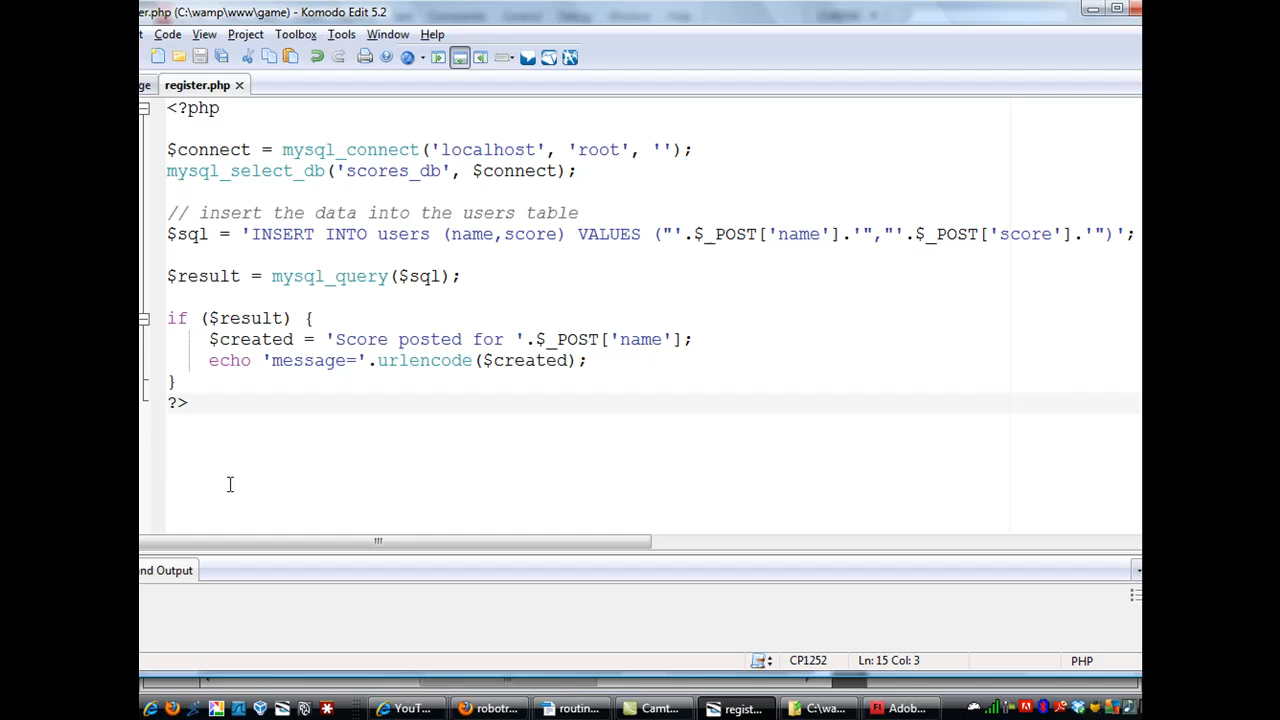 er.php (C:\wamp\www\game) - Komodo Edit 5.2
t Code View Project Toolbox Tools Window Help
ge register.php
<?php
$connect = mysql_connect('localhost', 'root', '');
mysql_select_db('scores_db', $connect);
// insert the data into the users table
$sql = 'INSERT INTO users (name,score) VALUES ("'.$_POST['name'].'","'.$_POST['score'].'")';
$result = mysql_query($sql);
if ($result) {
$created = 'Score posted for '.$_POST['name'];
echo 'message='.urlencode($created);
}
?>
nd Output
CP1252 Ln: 15 Col: 3 PHP
YouT... robotr... routin... Camt... regist... C:\wa... Adob...